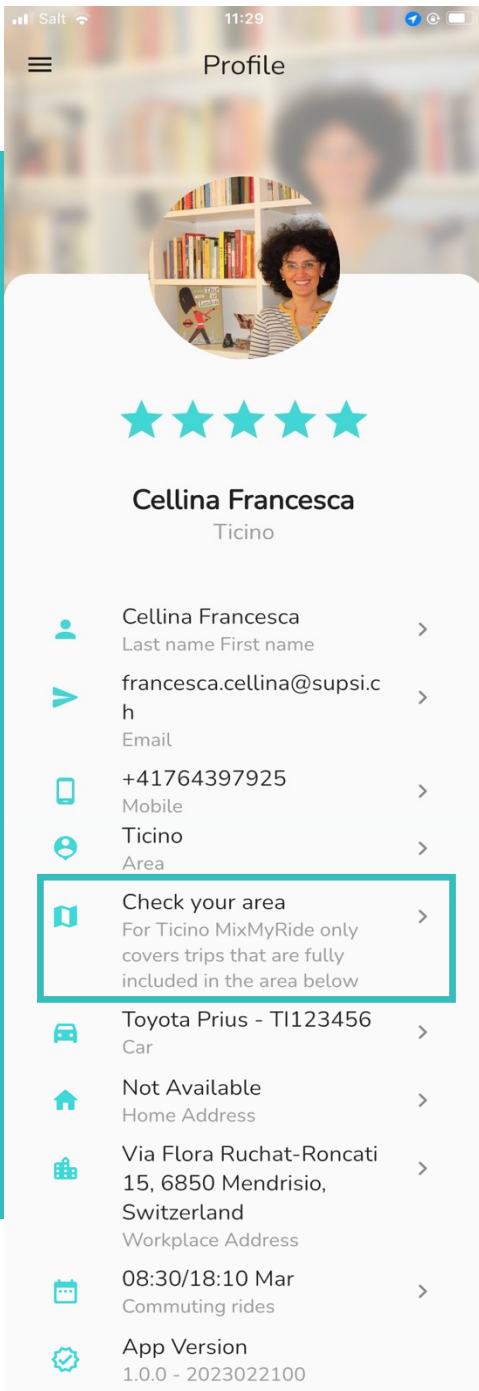 Salt 11:29
Profile
Cellina Francesca
Ticino
Cellina Francesca
Last name First name
francesca.cellina@supsi.c
h
Email
+41764397925
Mobile
Ticino
Area
Check your area
For Ticino MixMyRide only
covers trips that are fully
included in the area below
Toyota Prius - TI123456
Car
Not Available
Home Address
Via Flora Ruchat-Roncati
15, 6850 Mendrisio,
Switzerland
Workplace Address
08:30/18:10 Mar
Commuting rides
App Version
1.0.0 - 2023022100